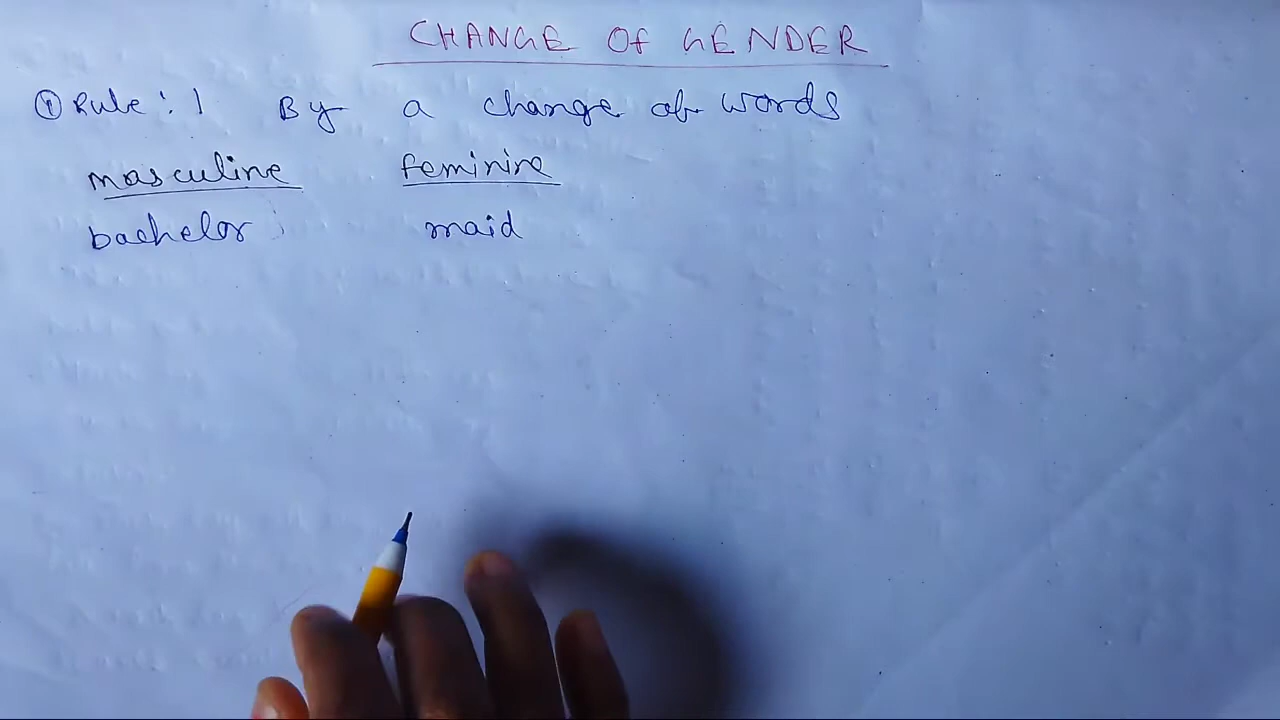 CHANGE Of GENDER
① Rule : 1 By a change of words
masculine feminine
bachelor maid